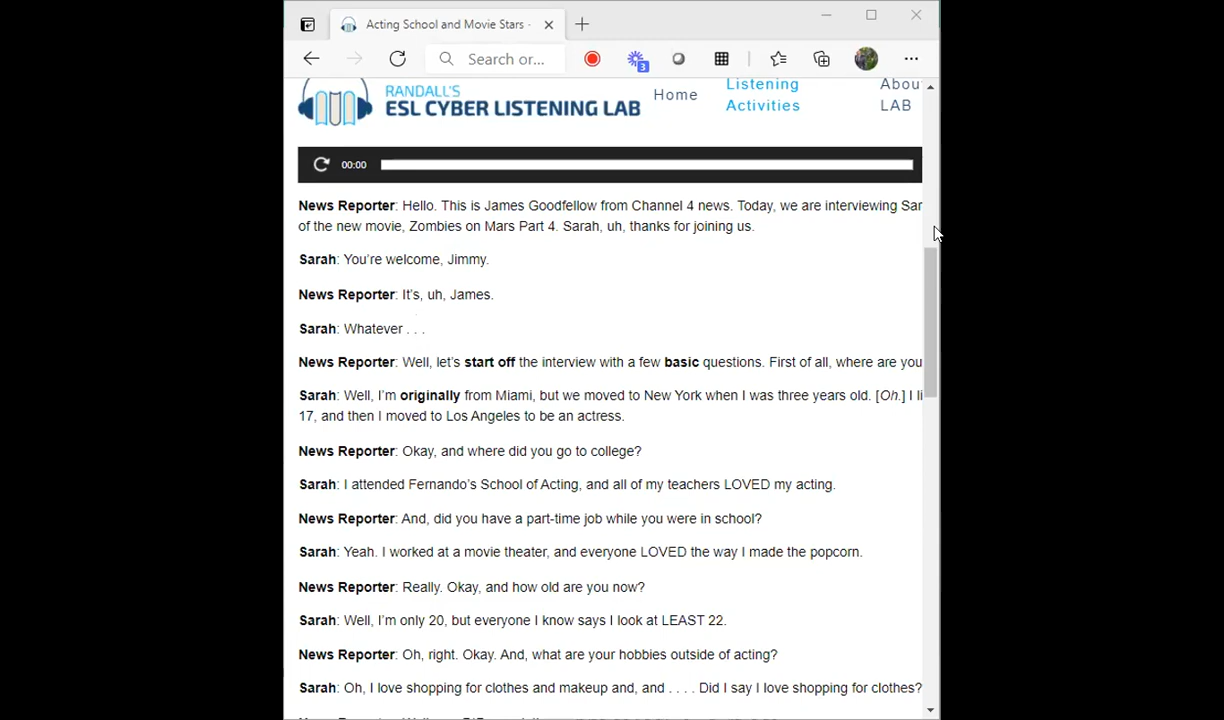 Acting School and Movie Stars -
Search or...
3
RANDALL'S
ESL CYBER LISTENING LAB
Home
Listening
Activities
Abou
LAB
00:00
News Reporter: Hello. This is James Goodfellow from Channel 4 news. Today, we are interviewing Sar
of the new movie, Zombies on Mars Part 4. Sarah, uh, thanks for joining us.
Sarah: You're welcome, Jimmy.
News Reporter: It's, uh, James.
Sarah: Whatever . . .
News Reporter: Well, let's start off the interview with a few basic questions. First of all, where are you
Sarah: Well, I'm originally from Miami, but we moved to New York when I was three years old. [Oh.] I li
17, and then I moved to Los Angeles to be an actress.
News Reporter: Okay, and where did you go to college?
Sarah: I attended Fernando's School of Acting, and all of my teachers LOVED my acting.
News Reporter: And, did you have a part-time job while you were in school?
Sarah: Yeah. I worked at a movie theater, and everyone LOVED the way I made the popcorn.
News Reporter: Really. Okay, and how old are you now?
Sarah: Well, I'm only 20, but everyone I know says I look at LEAST 22.
News Reporter: Oh, right. Okay. And, what are your hobbies outside of acting?
Sarah: Oh, I love shopping for clothes and makeup and, and . . . . Did I say I love shopping for clothes?